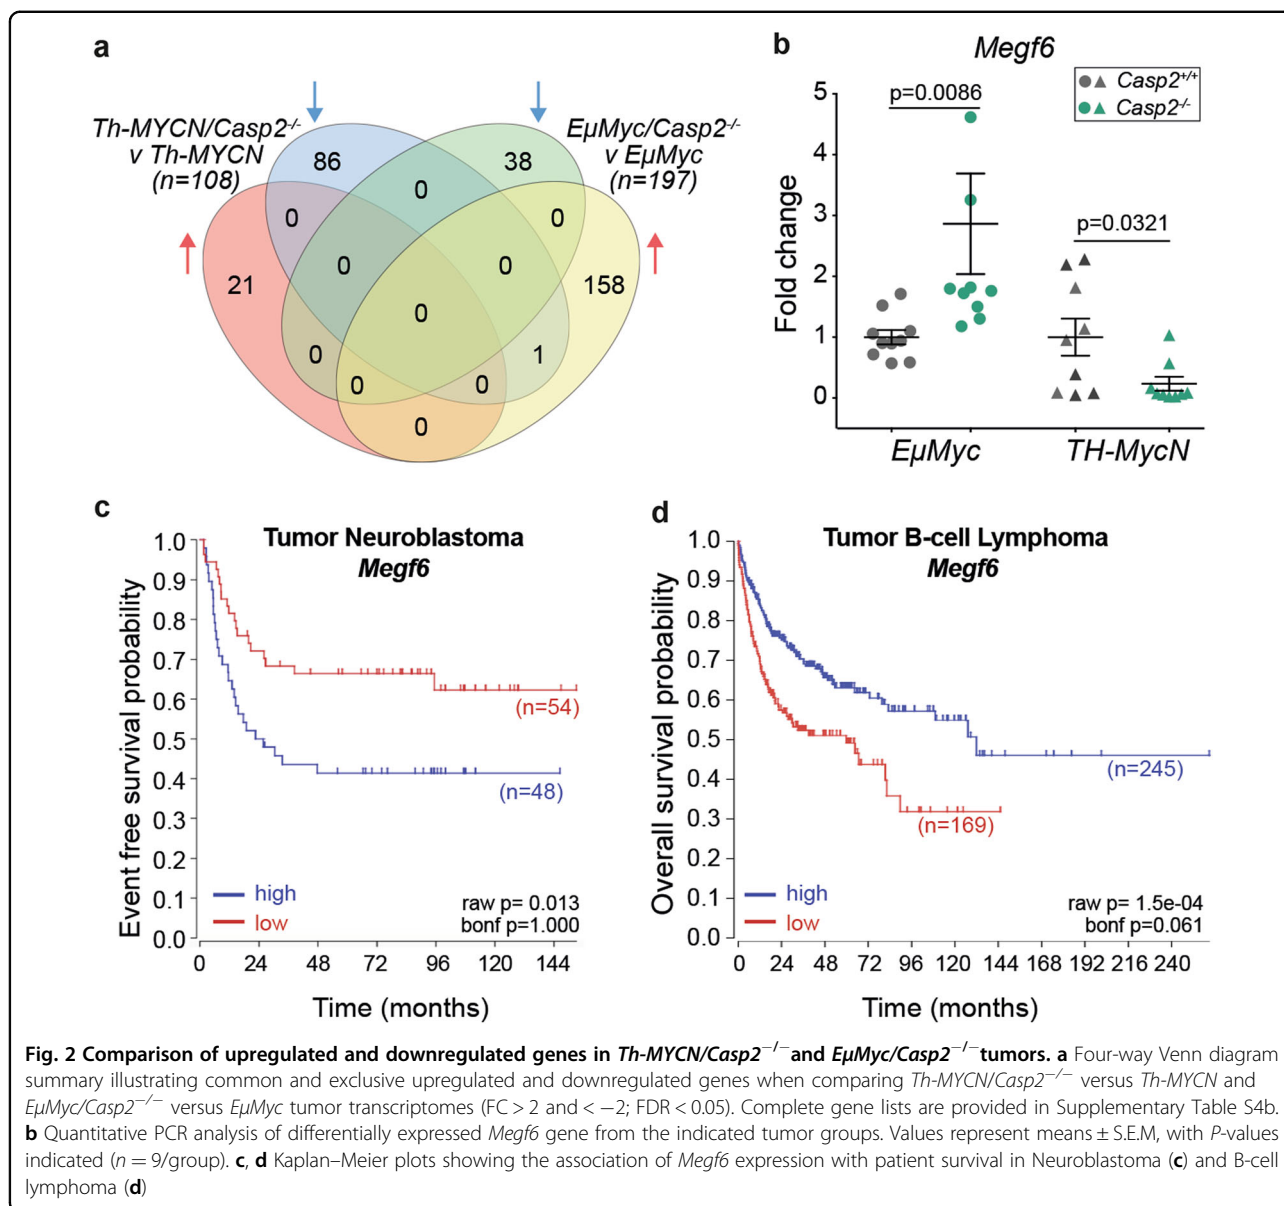 a
Th-MYCN/Casp2-/-
v Th-MYCN
(n=108)
EµMyc/Casp2-/-
v EµMyc
(n=197)
86
38
0
0
0
21
0
0
158
0
0
1
0
0
0
b
Megf6
Casp2+/+
Casp2-/-
p=0.0086
p=0.0321
Fold change
5
4
3
2
1
0
EµMyc
TH-MycN
c
Tumor Neuroblastoma
Megf6
Event free survival probability
1.0
0.9
0.8
0.7
0.6
0.5
0.4
0.3
0.2
0.1
0.0
(n=54)
(n=48)
high
low
raw p= 0.013
bonf p=1.000
0 24 48 72 96 120 144
Time (months)
d
Tumor B-cell Lymphoma
Megf6
Overall survival probability
1.0
0.9
0.8
0.7
0.6
0.5
0.4
0.3
0.2
0.1
0.0
(n=245)
(n=169)
high
low
raw p= 1.5e-04
bonf p=0.061
0 24 48 72 96 120 144 168 192 216 240
Time (months)
Fig. 2 Comparison of upregulated and downregulated genes in Th-MYCN/Casp2−/−and EµMyc/Casp2−/−tumors. a Four-way Venn diagram
summary illustrating common and exclusive upregulated and downregulated genes when comparing Th-MYCN/Casp2−/− versus Th-MYCN and
EµMyc/Casp2−/− versus EµMyc tumor transcriptomes (FC > 2 and < −2; FDR < 0.05). Complete gene lists are provided in Supplementary Table S4b.
b Quantitative PCR analysis of differentially expressed Megf6 gene from the indicated tumor groups. Values represent means ± S.E.M, with P-values
indicated (n = 9/group). c, d Kaplan–Meier plots showing the association of Megf6 expression with patient survival in Neuroblastoma (c) and B-cell
lymphoma (d)